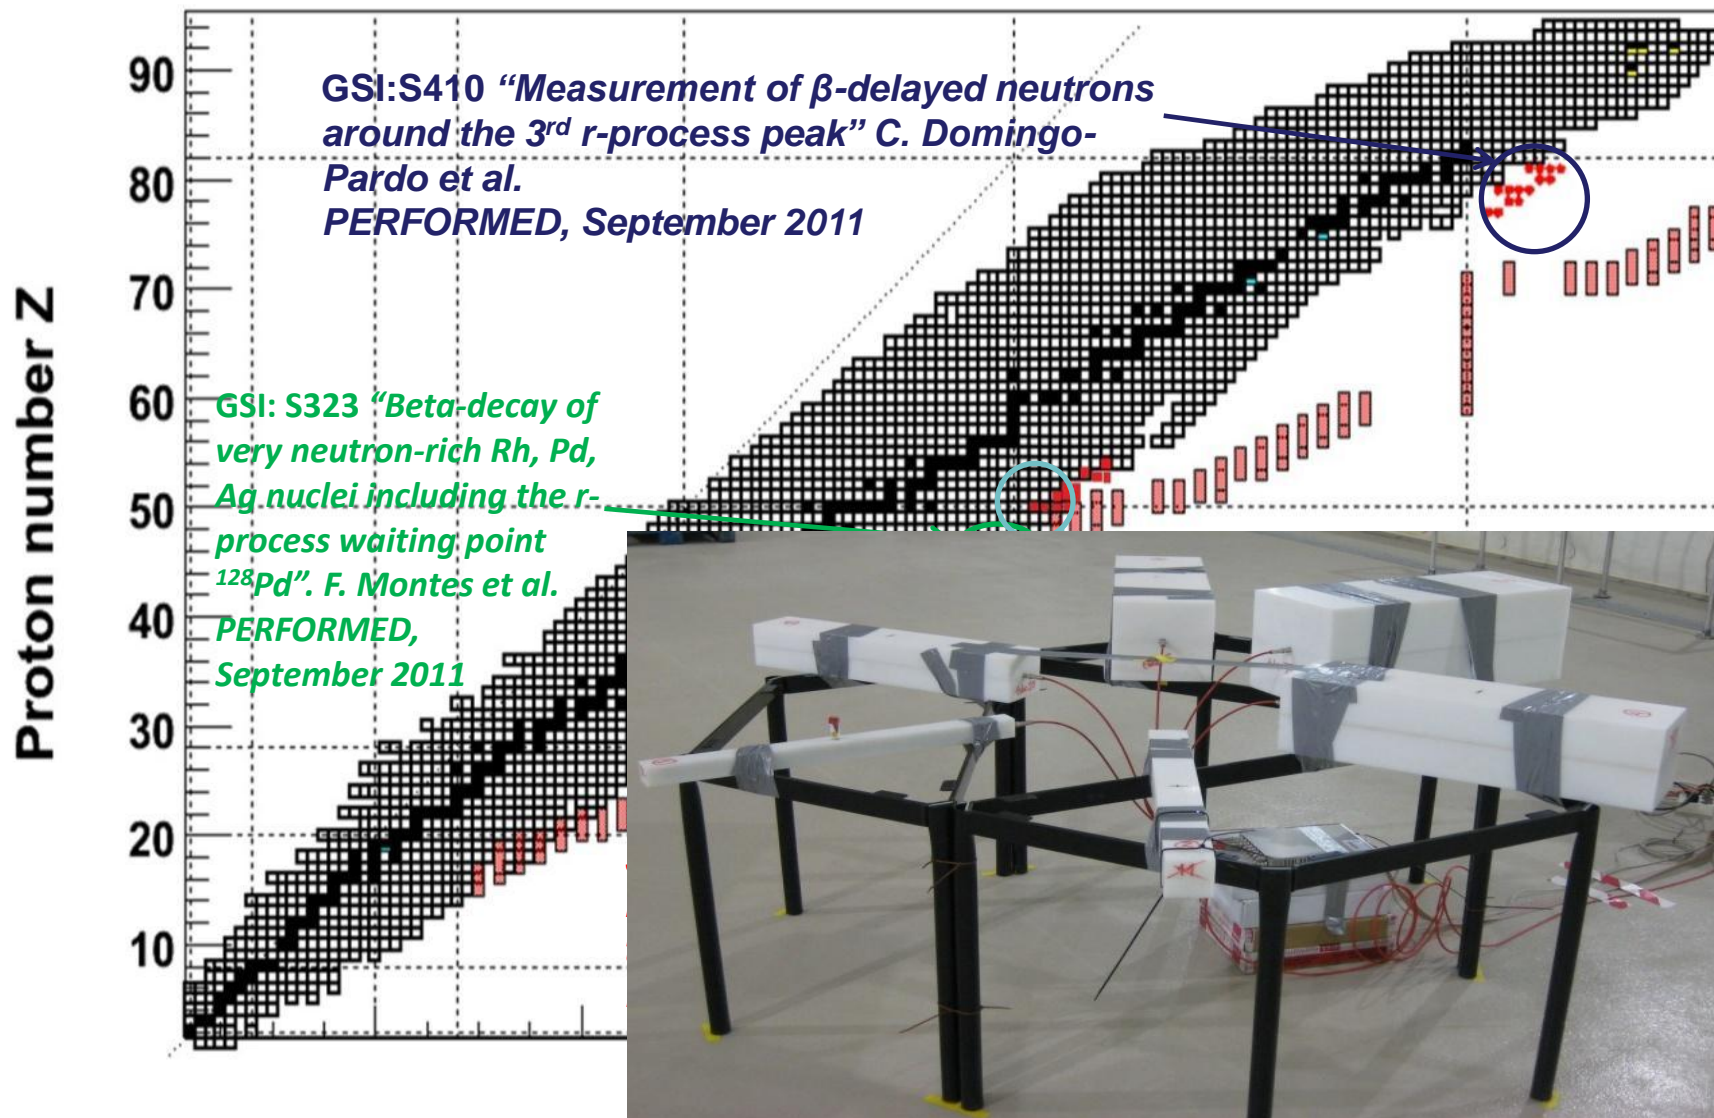 GSI:S410 “Measurement of β-delayed neutrons
around the 3rd r-process peak” C. Domingo-
Pardo et al.
PERFORMED, September 2011
GSI: S323 “Beta-decay of
very neutron-rich Rh, Pd,
Ag nuclei including the r-
process waiting point
128Pd”. F. Montes et al.
PERFORMED,
September 2011
Proton number Z
90
80
70
60
50
40
30
20
10